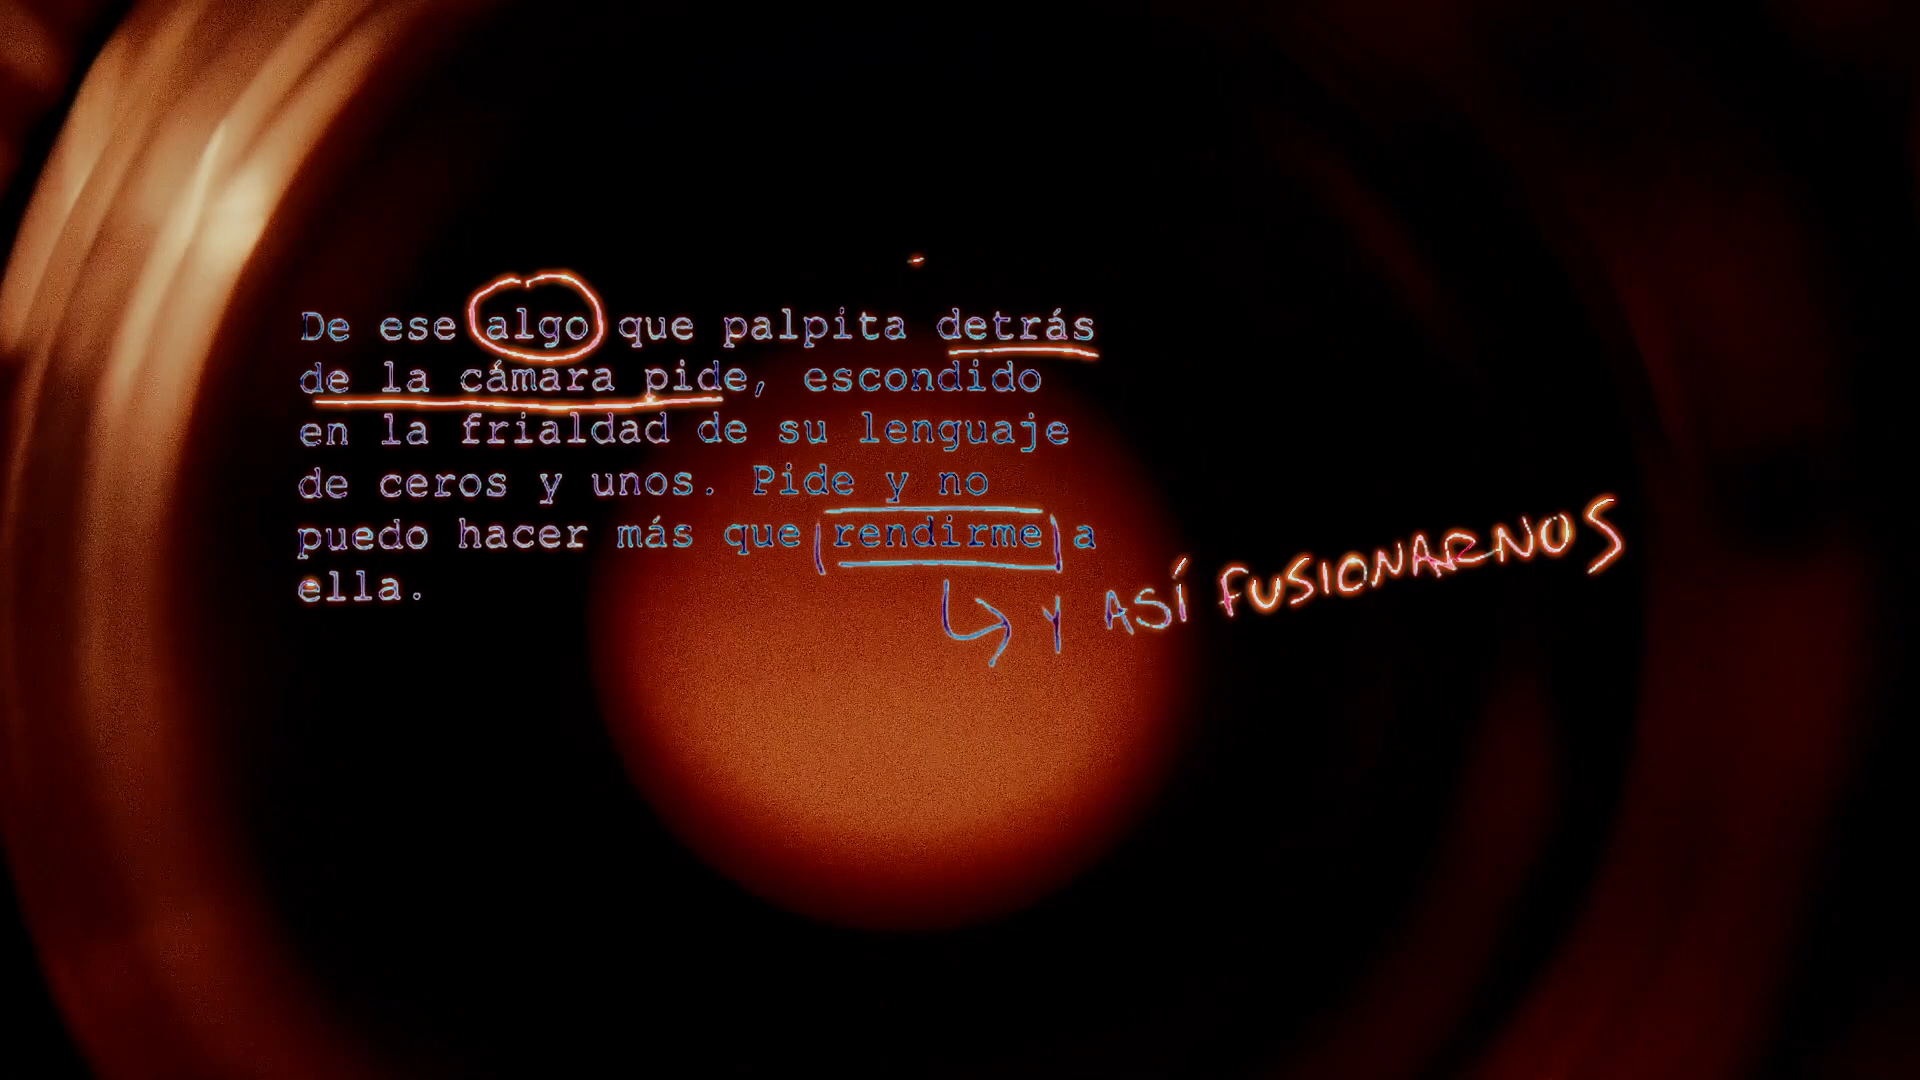 De ese algo que palpita detrás
de la cámara pide, escondido
en la frialdad de su lenguaje
de ceros y unos. Pide y no
puedo hacer más que rendirme a
ella.
Y ASÍ FUSIONARNOS